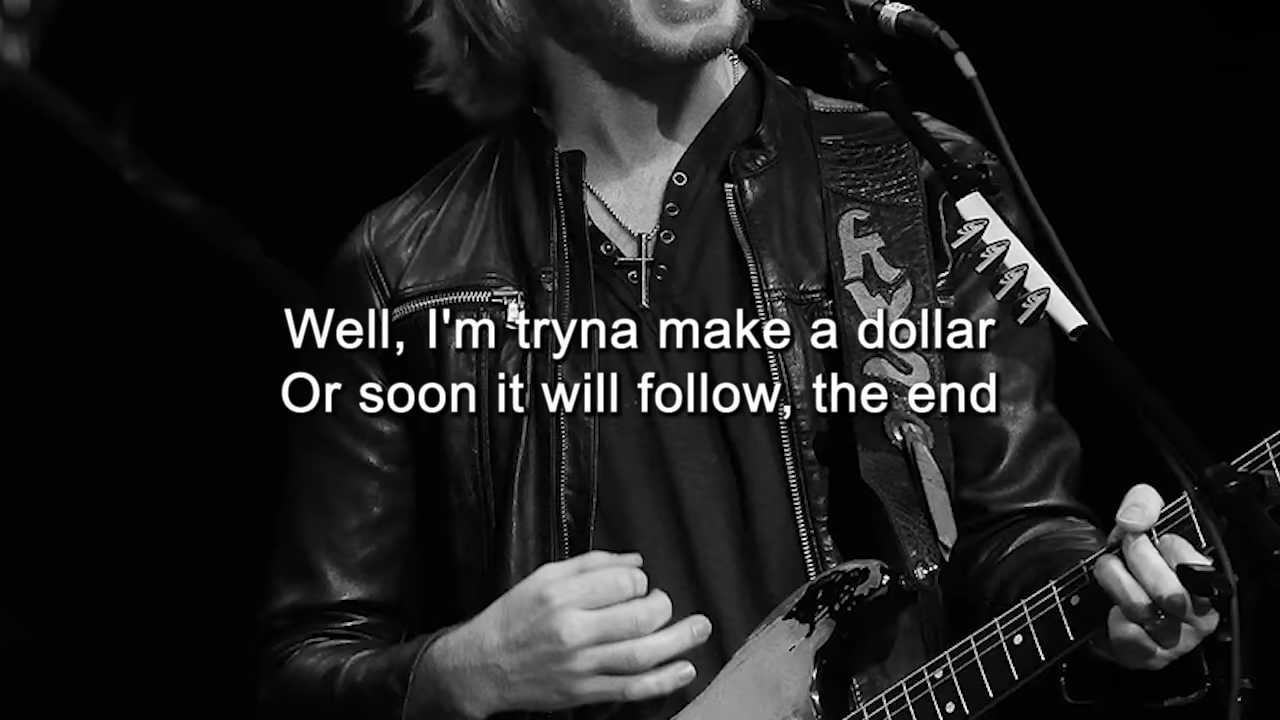 Well, I'm tryna make a dollar
Or soon it will follow, the end